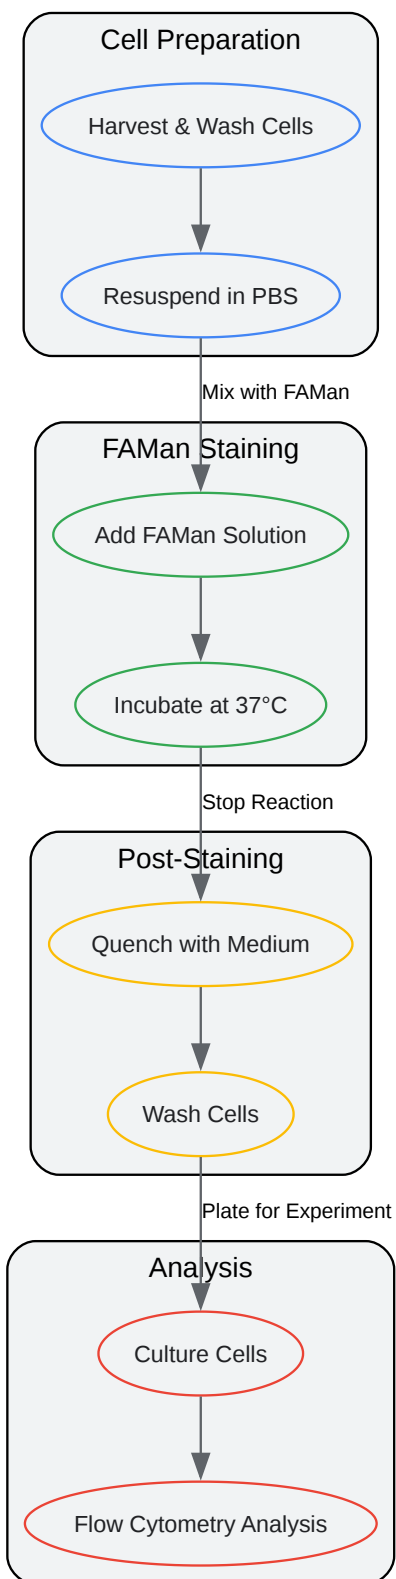 Cell Preparation
Harvest & Wash Cells
Resuspend in PBS
Mix with FAMan
FAMan Staining
Add FAMan Solution
Incubate at 37°C
Stop Reaction
Post-Staining
Quench with Medium
Wash Cells
Plate for Experiment
Analysis
Culture Cells
Flow Cytometry Analysis